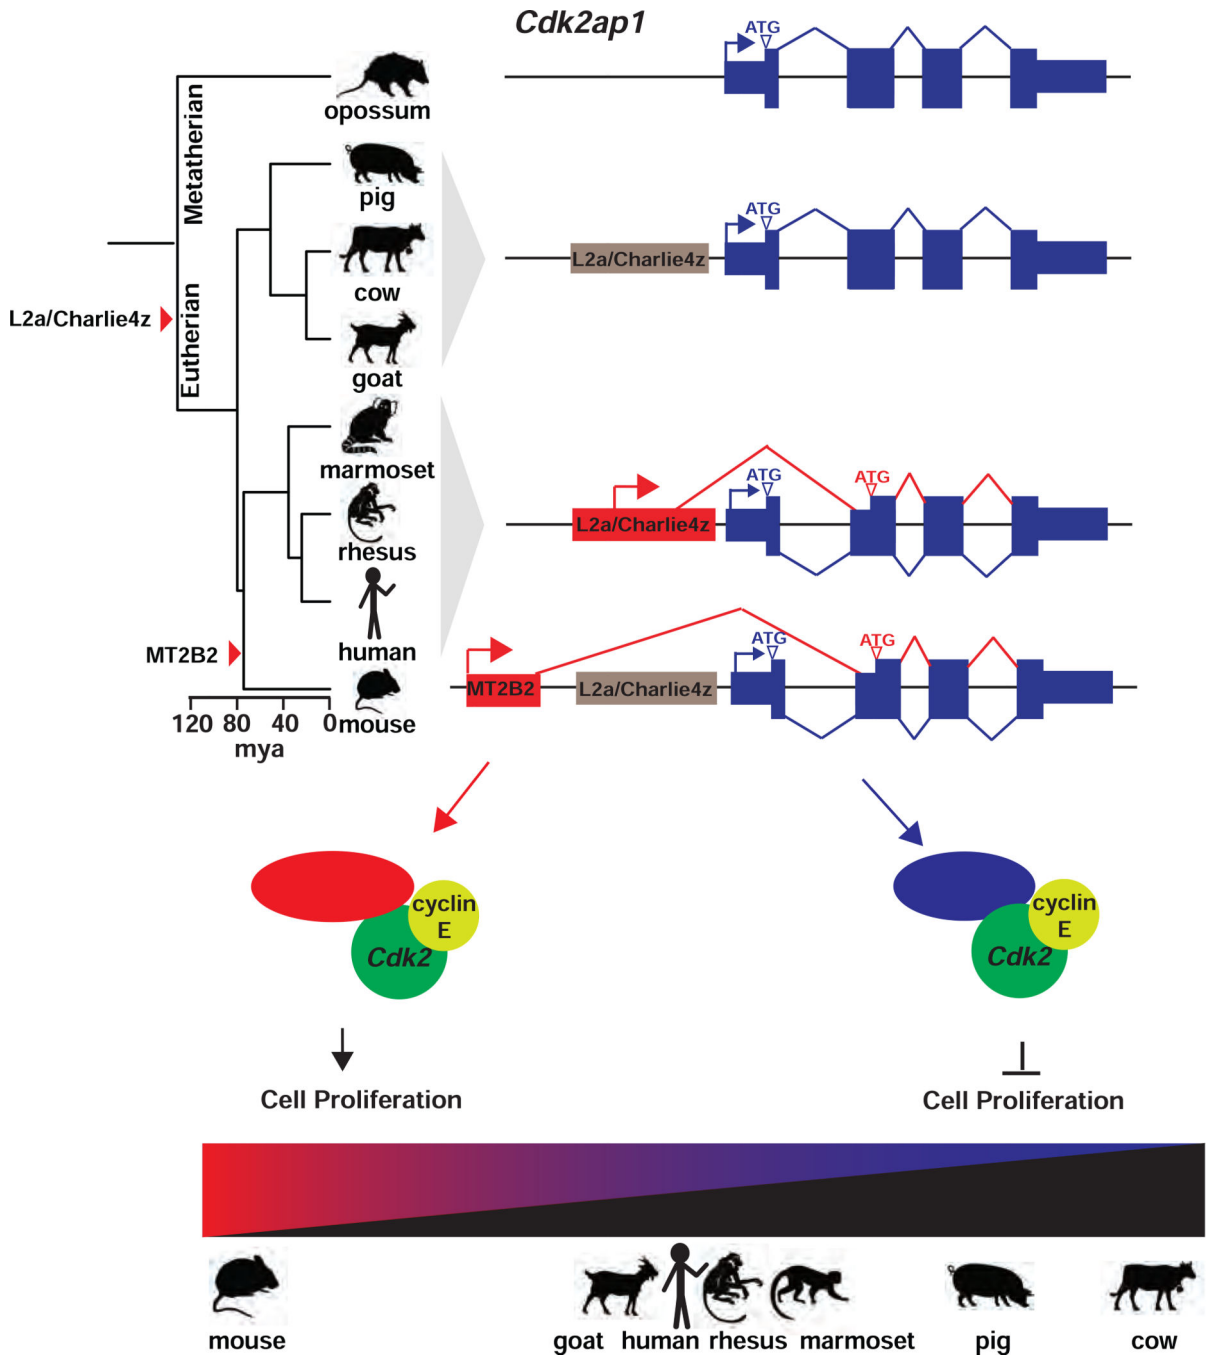 Cdk2ap1
ATG
Metatherian
opossum
pig
ATG
L2a/Charlie4z
cow
L2a/Charlie4z
Eutherian
goat
marmoset
ATG
ATG
L2a/Charlie4z
rhesus
human
MT2B2
ATG
ATG
MT2B2
L2a/Charlie4z
mouse
120 80 40 0
mya
cyclin
E
Cdk2
cyclin
E
Cdk2
Cell Proliferation
Cell Proliferation
mouse goat human rhesus marmoset pig cow